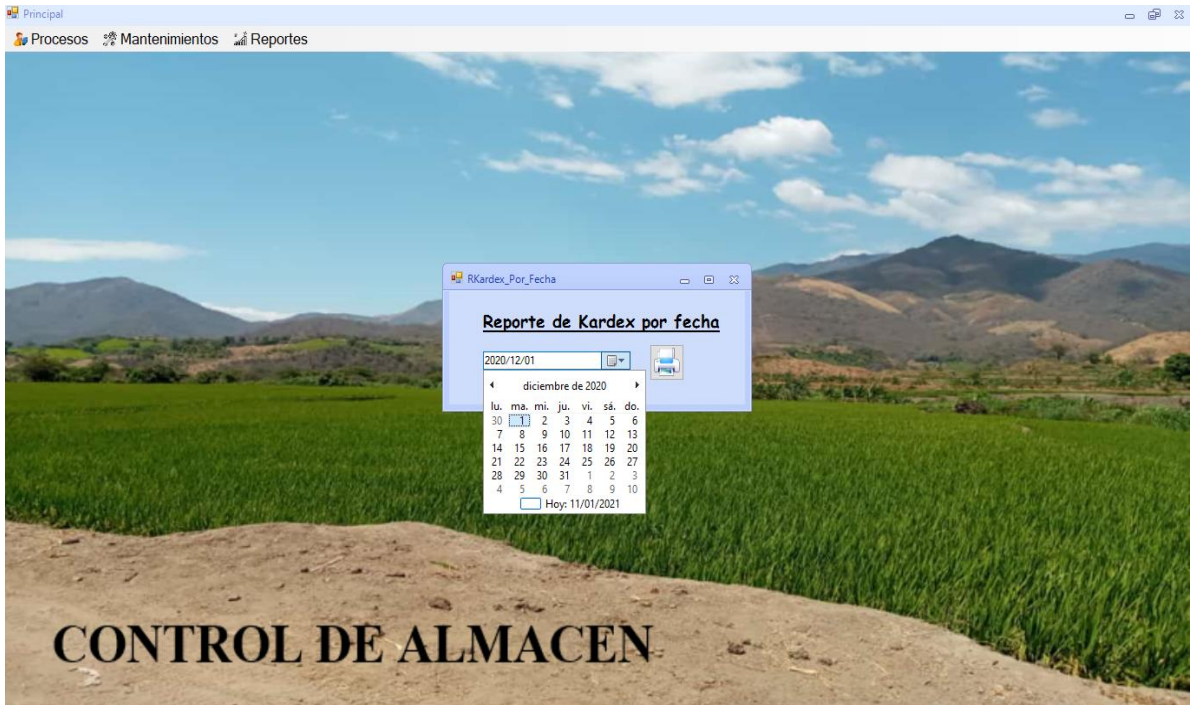 Principal
Procesos Mantenimientos Reportes
RKardex_Por_Fecha
Reporte de Kardex por fecha
2020/12/01
diciembre de 2020
lu. ma. mi. ju. vi. sá. do.
30 1 2 3 4 5 6
7 8 9 10 11 12 13
14 15 16 17 18 19 20
21 22 23 24 25 26 27
28 29 30 31 1 2 3
4 5 6 7 8 9 10
Hoy: 11/01/2021
CONTROL DE ALMACEN